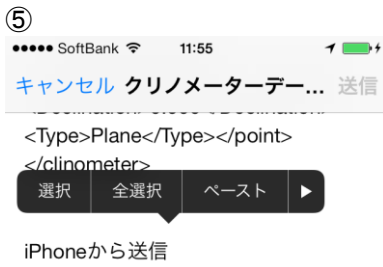 ⑤
SoftBank 11:55
キャンセル クリノメーターデー... 送信
<Type>Plane</Type></point>
</clinometer>
選択 全選択 ペースト ▶
iPhoneから送信